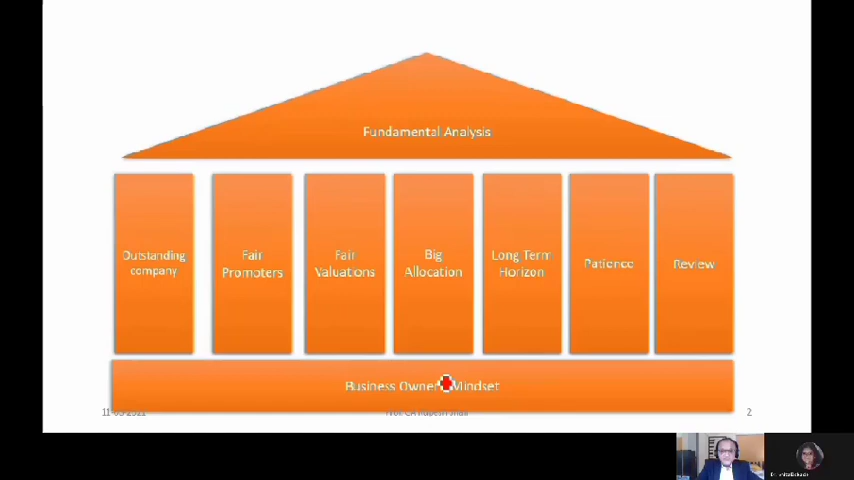 Fundamental Analysis
Outstanding
company
Fair
Promoters
Fair
Valuations
Big
Allocation
Long Term
Horizon
Patience
Review
Business Owner Mindset
2